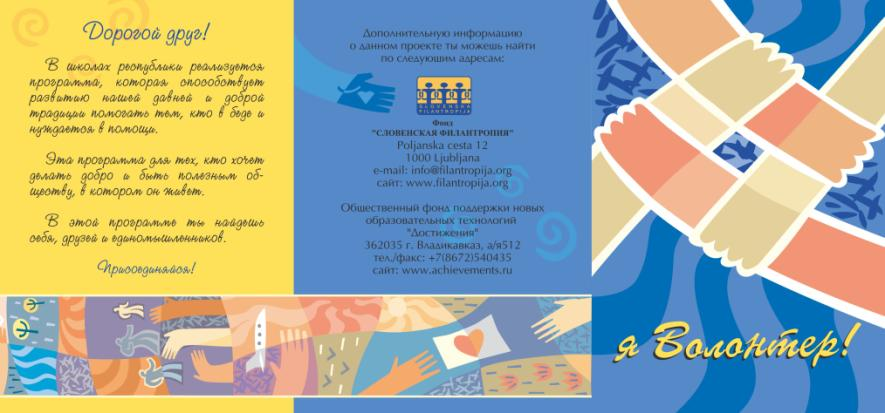 Дорогой друг!
В школах республики реализуется
программа, которая способствует
развитию нашей давней и доброй
традиции помогать тем, кто в беде и
нуждается в помощи.
Эта программа для тех, кто хочет
делать добро и быть полезным об-
ществу, в котором он живет.
В этой программе ты найдешь
себя, друзей и единомышленников.
Присоединяйся!
Дополнительную информацию
о данном проекте ты можешь найти
по следующим адресам:
SLOVENSKA
FILANTROPIJA
Фонд
"СЛОВЕНСКАЯ ФИЛАНТРОПИЯ"
Poljanska cesta 12
1000 Ljubljana
e-mail: info@filantropija.org
сайт: www.filantropija.org
Общественный фонд поддержки новых
образовательных технологий
"Достижения"
362035 г. Владикавказ, а/я512
тел./факс: +7(8672)540435
сайт: www.achievements.ru
я Волонтер!